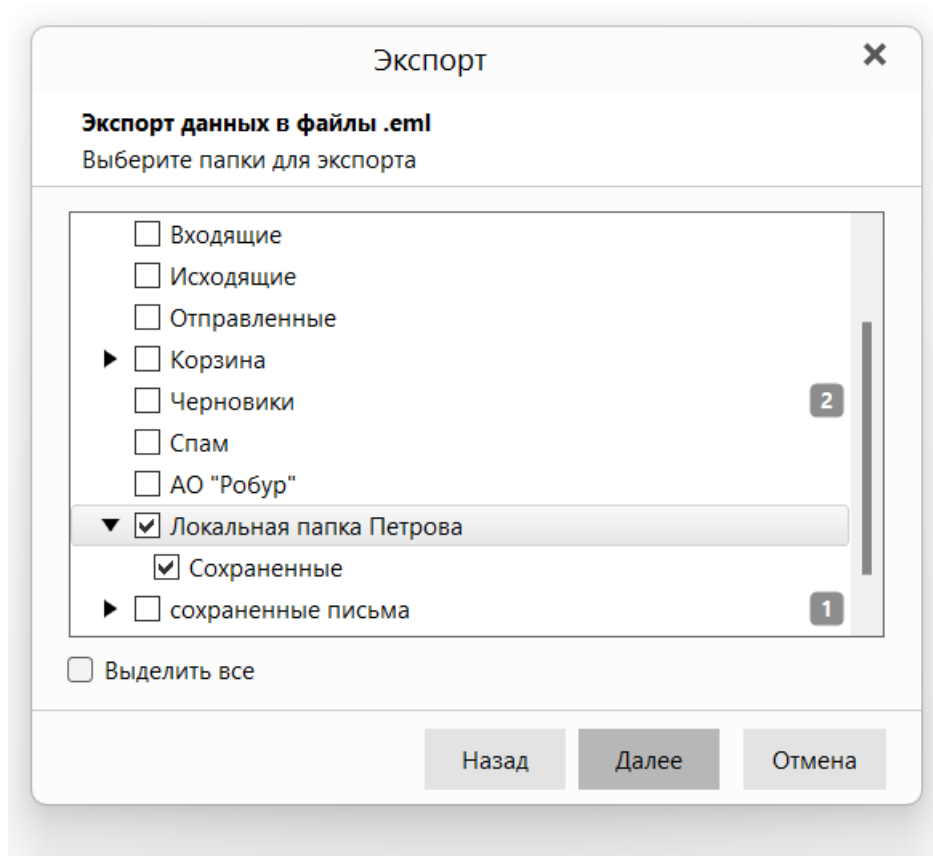 Экспорт
Экспорт данных в файлы .eml
Выберите папки для экспорта
Входящие
Исходящие
Отправленные
Корзина
Черновики 2
Спам
АО "Робур"
Локальная папка Петрова
Сохраненные
сохраненные письма 1
Выделить все
Назад Далее Отмена